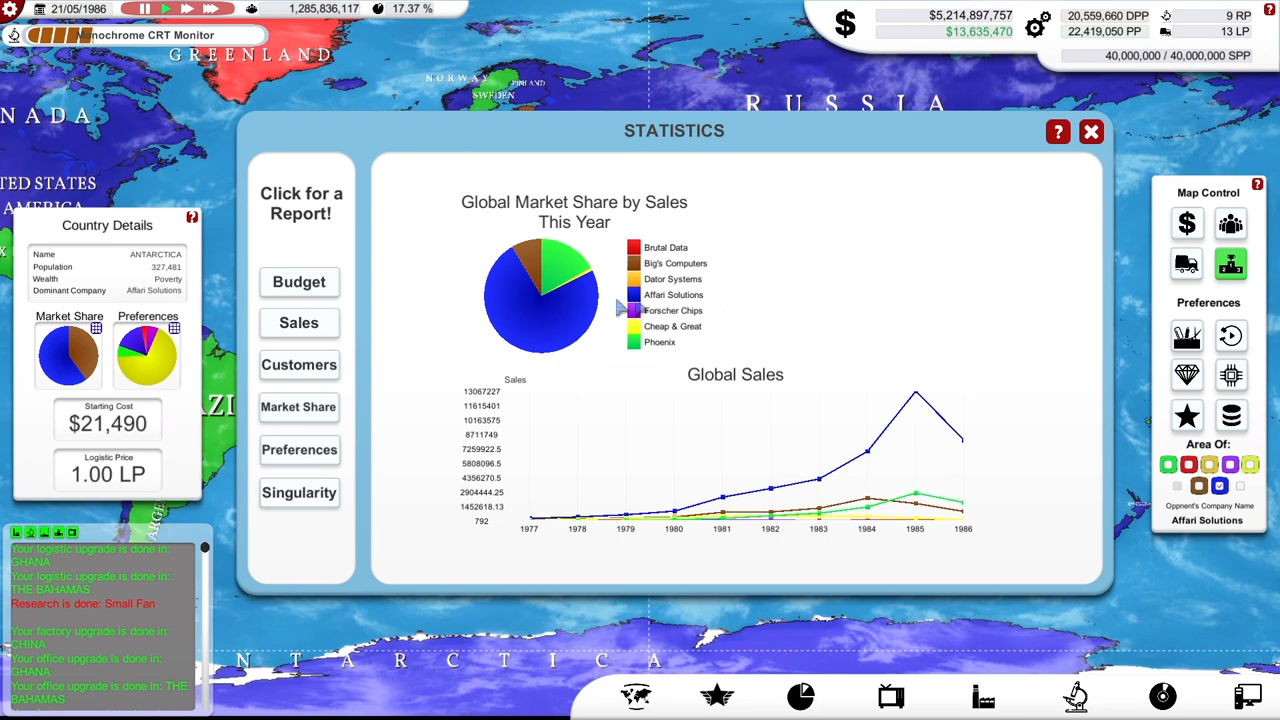 21/05/1986
1,285,836,117
17.37 %
Monochrome CRT Monitor
$5,214,897,757
$13,635,470
20,559,660 DPP
22,419,050 PP
9 RP
13 LP
40,000,000 / 40,000,000 SPP
GREENLAND
NORWAY
FINLAND
SWEDEN
RUSSIA
NADA
TED STATES
AMERICA
AZI
ARGE
NTARCTICA
STATISTICS
?
Click for a
Report!
Budget
Sales
Customers
Market Share
Preferences
Singularity
Global Market Share by Sales
This Year
Brutal Data
Big's Computers
Dator Systems
Affari Solutions
Forscher Chips
Cheap & Great
Phoenix
Global Sales
Sales
13067227
11615401
10163575
8711749
7259922.5
5808096.5
4356270.5
2904444.25
1452618.13
792
1977 1978 1979 1980 1981 1982 1983 1984 1985 1986
Country Details
?
Name ANTARCTICA
Population 327,481
Wealth Poverty
Dominant Company Affari Solutions
Market Share Preferences
Starting Cost
$21,490
Logistic Price
1.00 LP
Your logistic upgrade is done in:
GHANA
Your logistic upgrade is done in:
THE BAHAMAS
Research is done: Small Fan
Your factory upgrade is done in:
CHINA
Your office upgrade is done in:
GHANA
Your office upgrade is done in: THE
BAHAMAS
?
Map Control
?
$
Preferences
Area Of:
Oppnent's Company Name
Affari Solutions